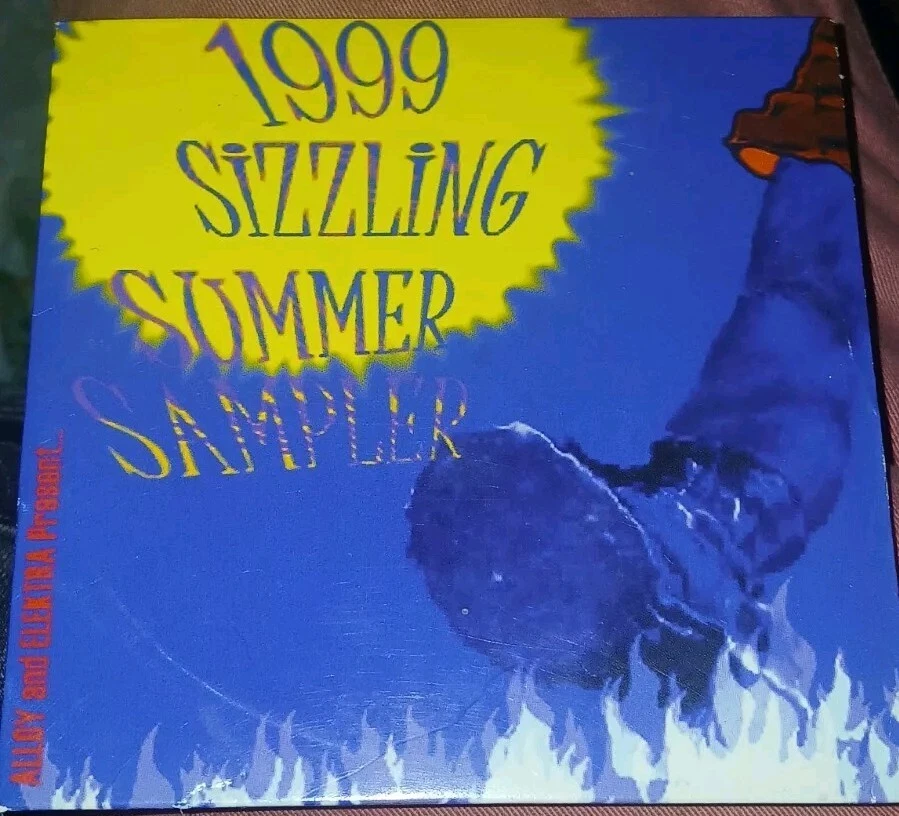 1999
SiZZLiNG
SUMMER
SAMPLER
ALLOY and ELEKTRA Present...